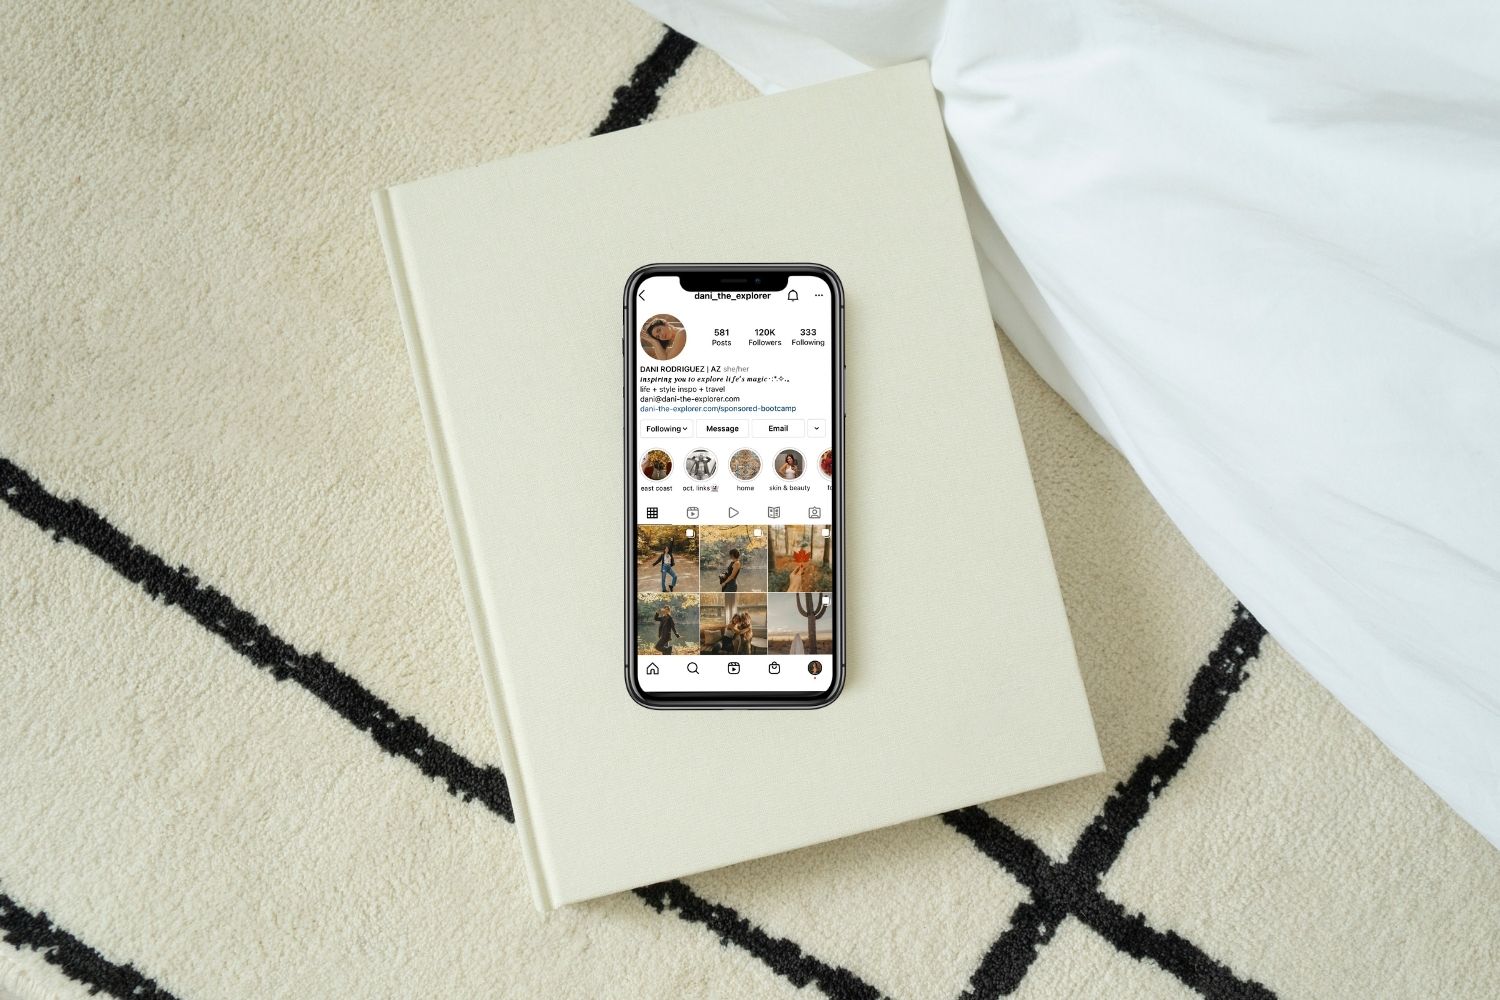 dani_the_explorer
581 120K 333
Posts Followers Following
DANI RODRIGUEZ | AZ she/her
inspiring you to explore life's magic ･:*.✧.｡
life + style inspo + travel
dani@dani-the-explorer.com
dani-the-explorer.com/sponsored-bootcamp
Following Message Email
east coast oct. links home skin & beauty